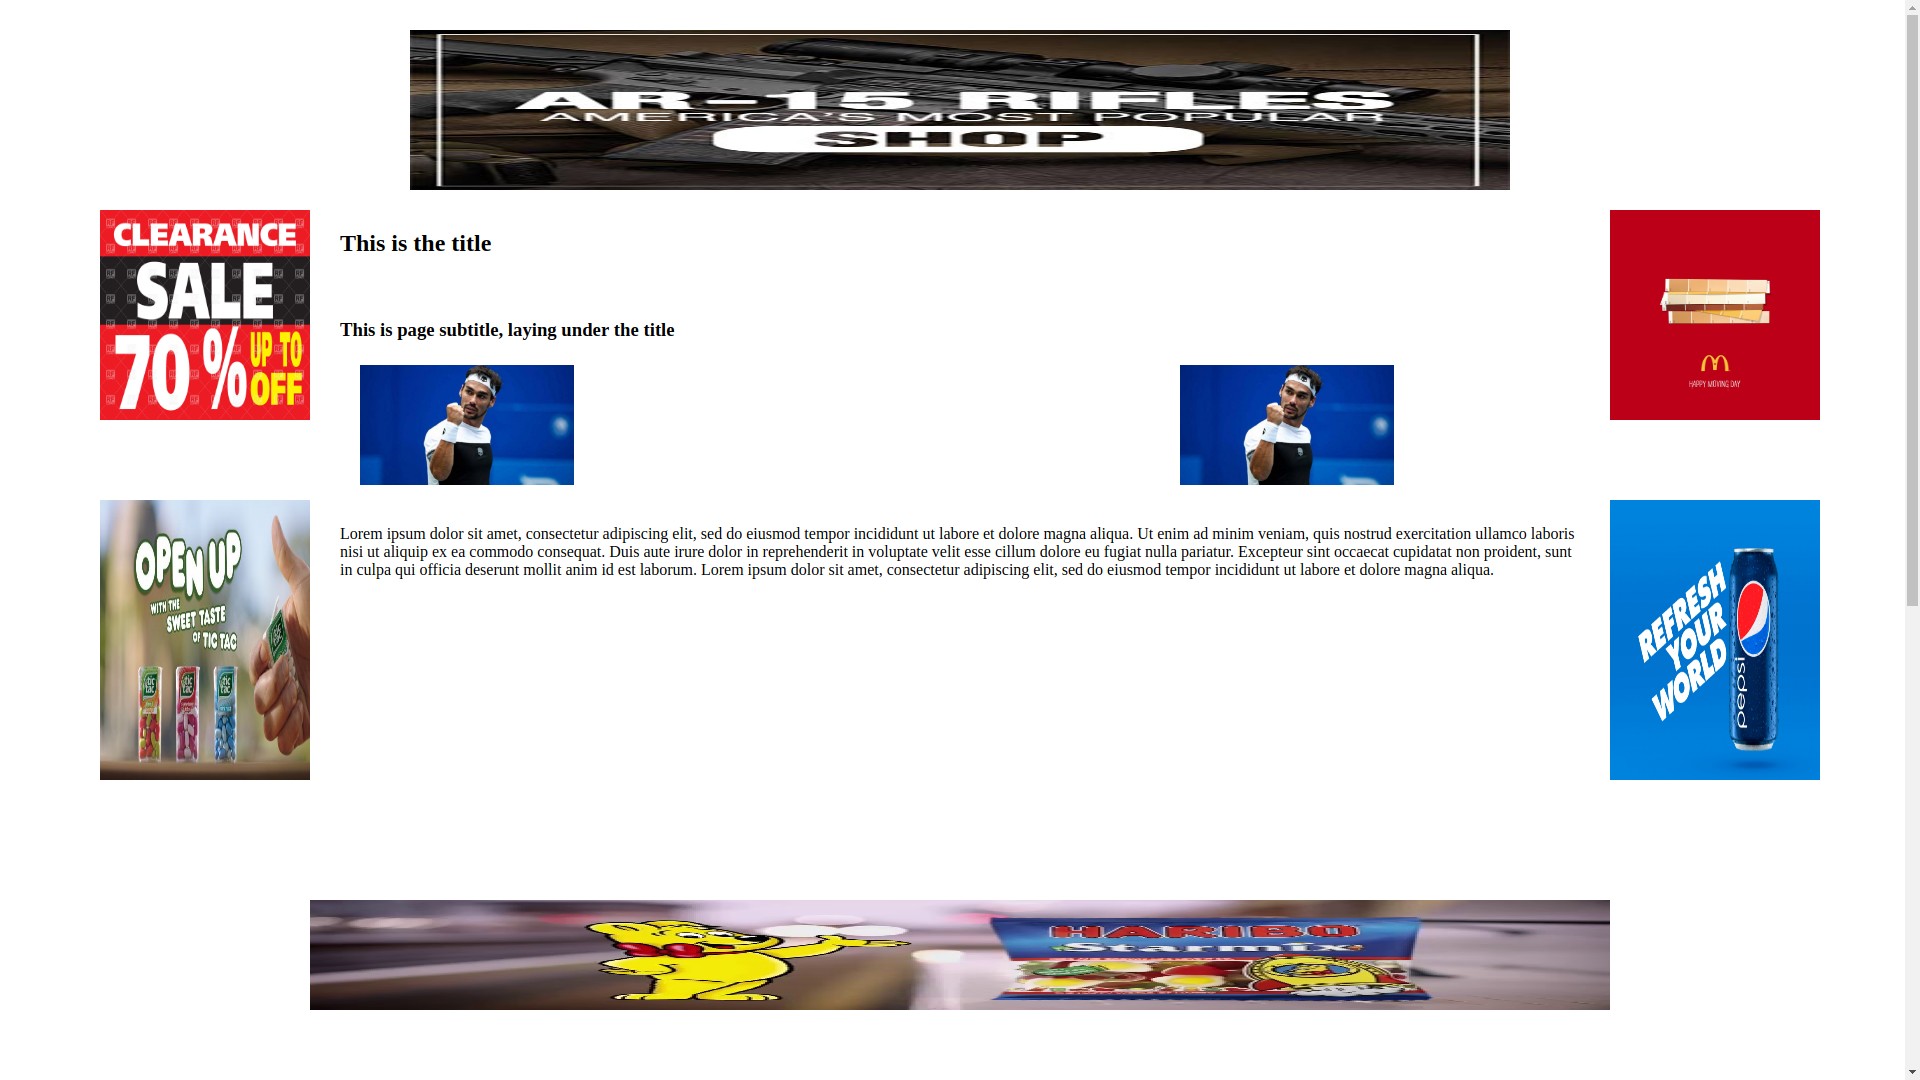 AR-15 RIFLES
AMERICA'S MOST POPULAR
SHOP
CLEARANCE
SALE
70% UP TO
OFF
This is the title
This is page subtitle, laying under the title
HAPPY MOVING DAY
OPEN UP
WITH THE
SWEET TASTE
OF TIC TAC
tic tac
tic tac
tic tac
Lorem ipsum dolor sit amet, consectetur adipiscing elit, sed do eiusmod tempor incididunt ut labore et dolore magna aliqua. Ut enim ad minim veniam, quis nostrud exercitation ullamco laboris
nisi ut aliquip ex ea commodo consequat. Duis aute irure dolor in reprehenderit in voluptate velit esse cillum dolore eu fugiat nulla pariatur. Excepteur sint occaecat cupidatat non proident, sunt
in culpa qui officia deserunt mollit anim id est laborum. Lorem ipsum dolor sit amet, consectetur adipiscing elit, sed do eiusmod tempor incididunt ut labore et dolore magna aliqua.
REFRESH
YOUR
WORLD
pepsi
HARIBO
Starmix